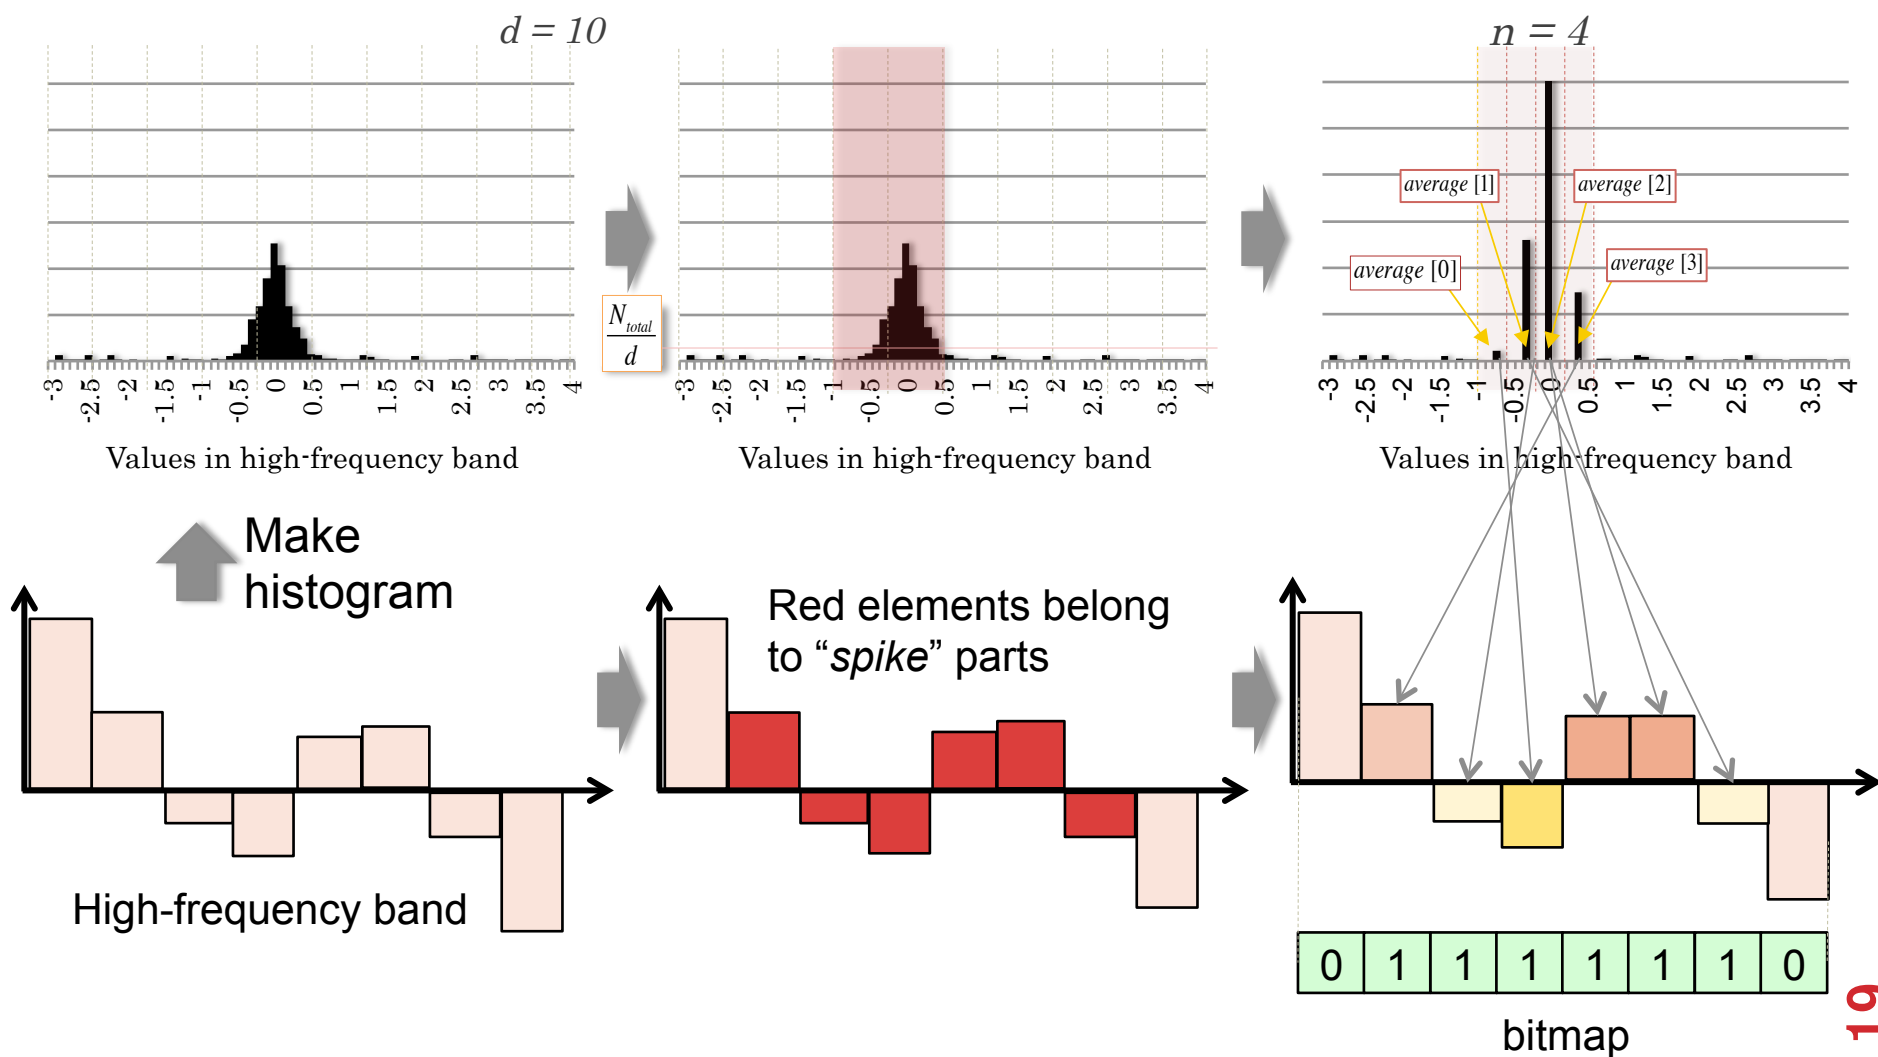 d = 10
n = 4
average [1]
average [2]
average [0]
average [3]
N_total
d
-3 -2.5 -2 -1.5 -1 -0.5 0 0.5 1 1.5 2 2.5 3 3.5 4
-3 -2.5 -2 -1.5 -1 -0.5 0 0.5 1 1.5 2 2.5 3 3.5 4
-3 -2.5 -2 -1.5 -1 -0.5 0 0.5 1 1.5 2 2.5 3 3.5 4
Values in high-frequency band
Values in high-frequency band
Values in high-frequency band
Make
histogram
Red elements belong
to “spike” parts
High-frequency band
0 1 1 1 1 1 1 0
bitmap
19